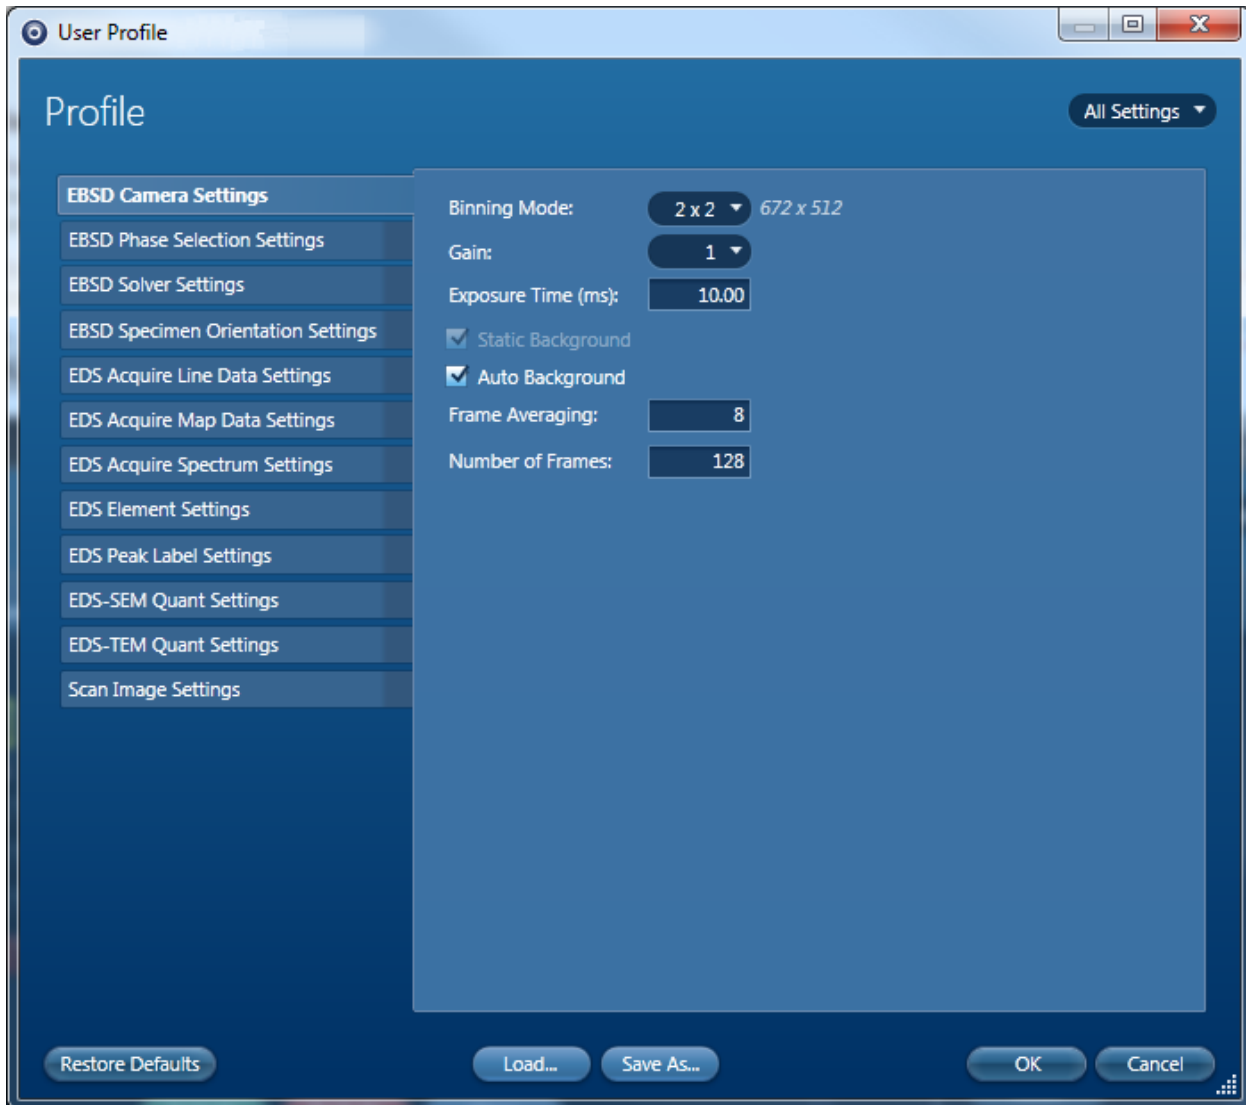 User Profile
Profile
All Settings
EBSD Camera Settings
EBSD Phase Selection Settings
EBSD Solver Settings
EBSD Specimen Orientation Settings
EDS Acquire Line Data Settings
EDS Acquire Map Data Settings
EDS Acquire Spectrum Settings
EDS Element Settings
EDS Peak Label Settings
EDS-SEM Quant Settings
EDS-TEM Quant Settings
Scan Image Settings
Binning Mode: 2 x 2 672 x 512
Gain: 1
Exposure Time (ms): 10.00
Static Background
Auto Background
Frame Averaging: 8
Number of Frames: 128
Restore Defaults Load... Save As... OK Cancel